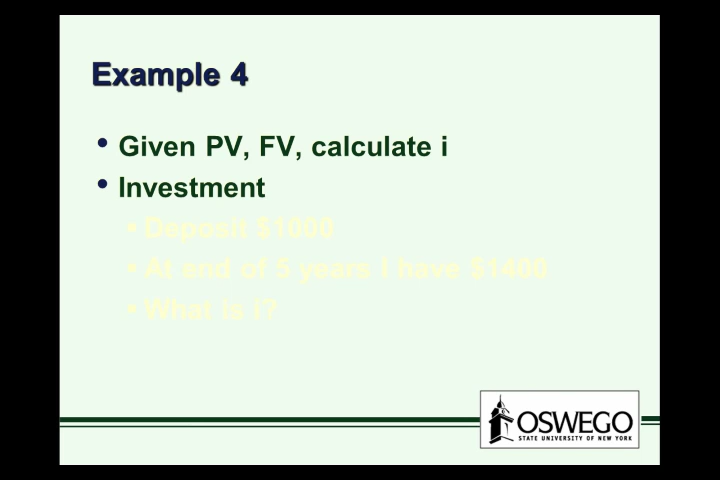 Example 4
• Given PV, FV, calculate i
• Investment
• Deposit $1000
• At end of 5 years I have $1400
• What is i?
OSWEGO
STATE UNIVERSITY OF NEW YORK